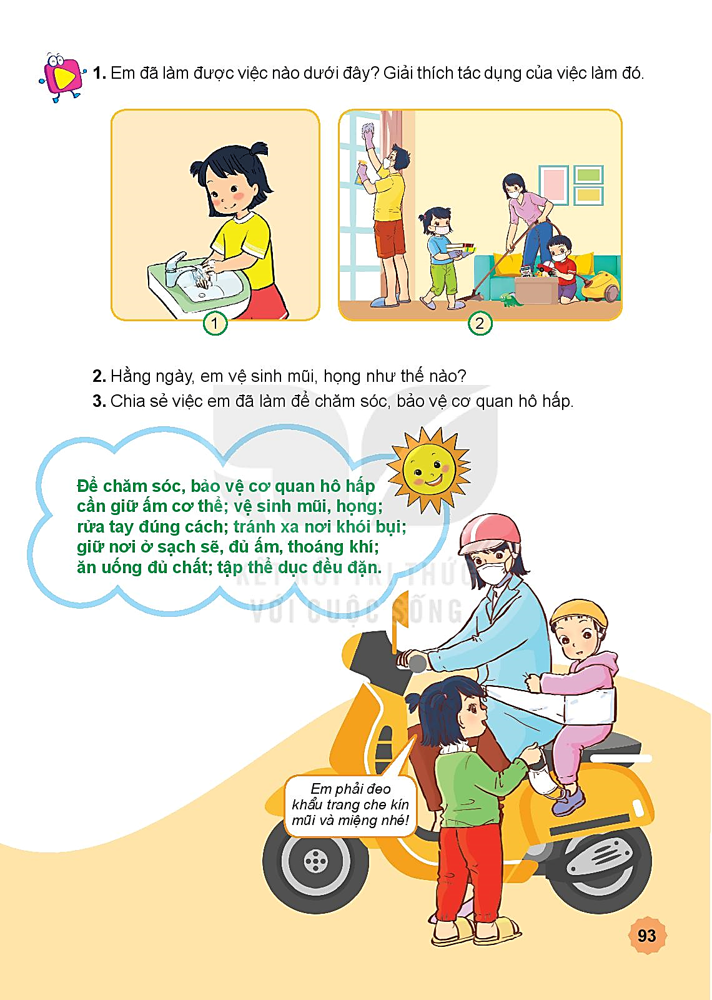 1. Em đã làm được việc nào dưới đây? Giải thích tác dụng của việc làm đó.
1
2
2. Hằng ngày, em vệ sinh mũi, họng như thế nào?
3. Chia sẻ việc em đã làm để chăm sóc, bảo vệ cơ quan hô hấp.
Để chăm sóc, bảo vệ cơ quan hô hấp
cần giữ ấm cơ thể; vệ sinh mũi, họng;
rửa tay đúng cách; tránh xa nơi khói bụi;
giữ nơi ở sạch sẽ, đủ ấm, thoáng khí;
ăn uống đủ chất; tập thể dục đều đặn.
KẾT NỐI TRI THỨC
VỚI CUỘC SỐNG
Em phải đeo
khẩu trang che kín
mũi và miệng nhé!
93